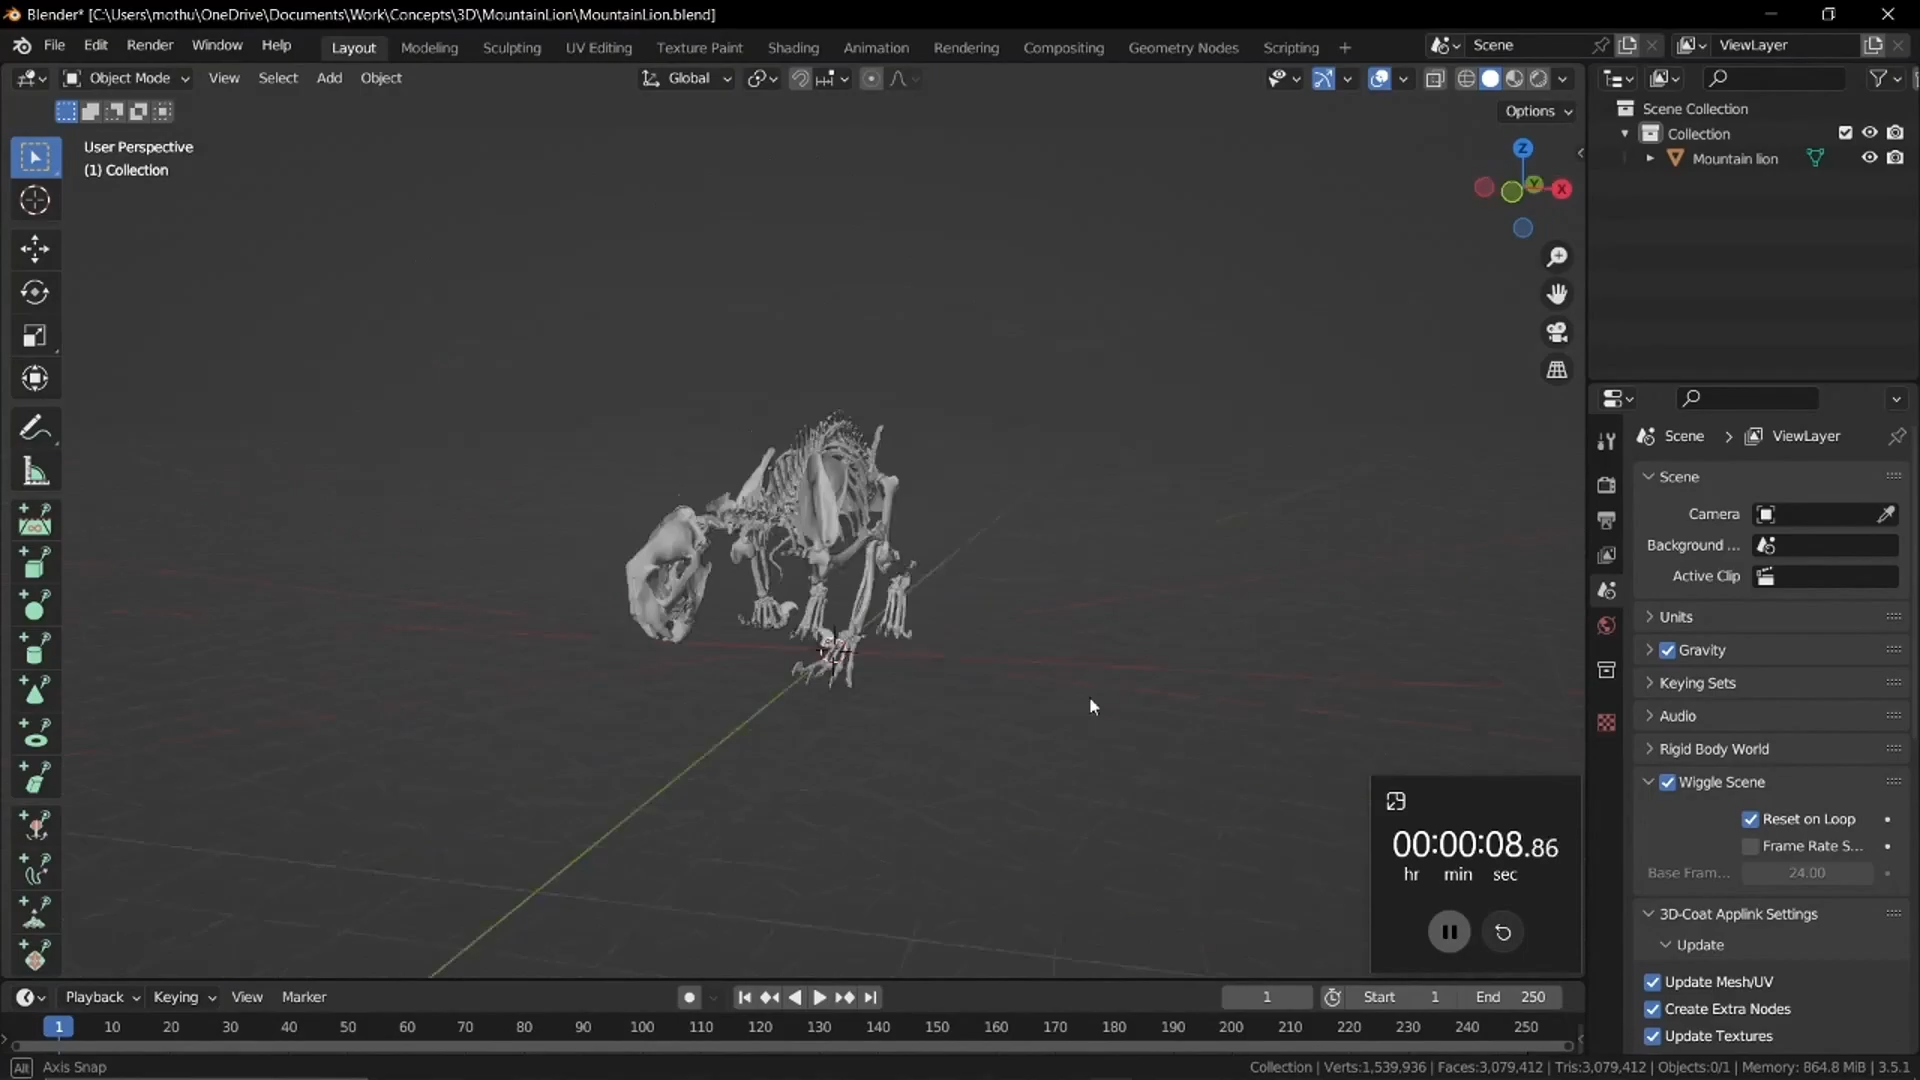 Blender* [C:\Users\mothu\OneDrive\Documents\Work\Concepts\3D\MountainLion\MountainLion.blend]
File Edit Render Window Help Layout Modeling Sculpting UV Editing Texture Paint Shading Animation Rendering Compositing Geometry Nodes Scripting + Scene ViewLayer
Object Mode View Select Add Object Global
Options
User Perspective
(1) Collection
Z
Y
X
Scene Collection
Collection
Mountain lion
Scene > ViewLayer
Scene
Camera
Background ...
Active Clip
Units
Gravity
Keying Sets
Audio
Rigid Body World
Wiggle Scene
Reset on Loop
Frame Rate S...
Base Fram... 24.00
3D-Coat Applink Settings
Update
Update Mesh/UV
Create Extra Nodes
Update Textures
00:00:08.86
hr min sec
Playback Keying View Marker 1 Start 1 End 250
1 10 20 30 40 50 60 70 80 90 100 110 120 130 140 150 160 170 180 190 200 210 220 230 240 250
Alt Axis Snap
Collection | Verts:1,539,936 | Faces:3,079,412 | Tris:3,079,412 | Objects:0/1 | Memory: 864.8 MiB | 3.5.1